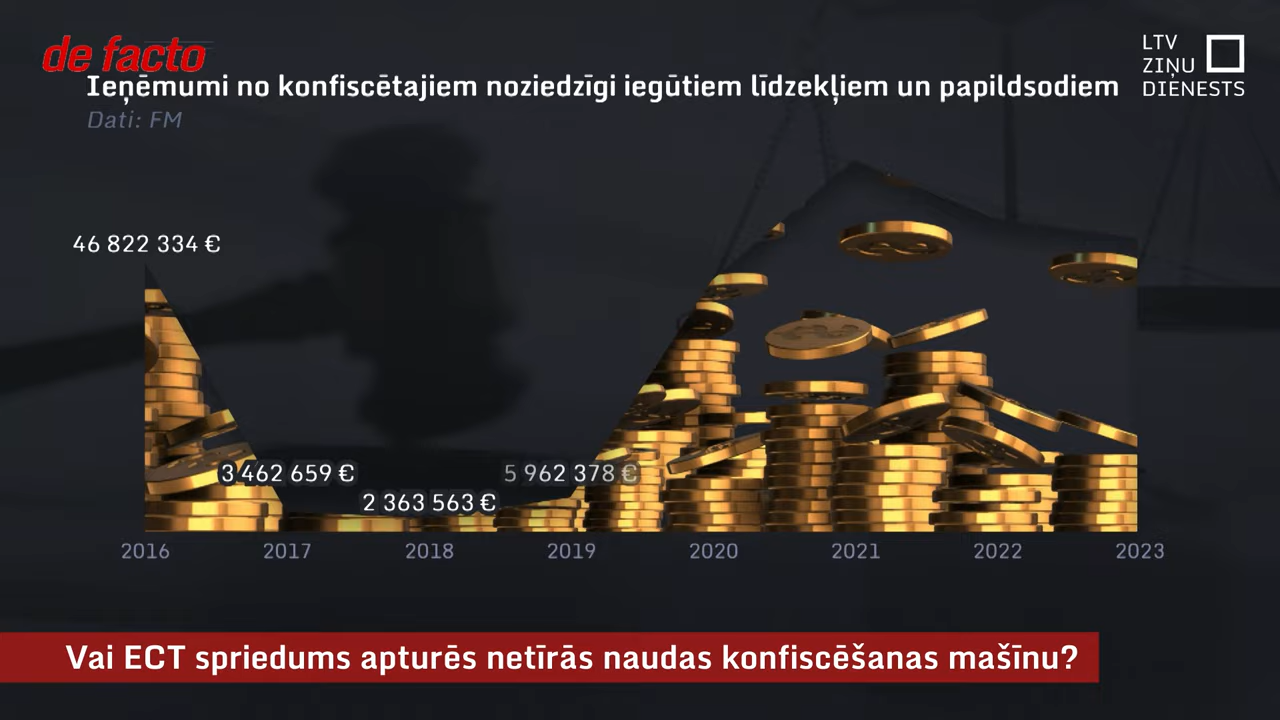 de facto
LTV
ZIŅU
DIENESTS
Ieņēmumi no konfiscētajiem noziedzīgi iegūtiem līdzekļiem un papildsodiem
Dati: FM
46 822 334 €
3 462 659 €
2 363 563 €
5 962 378 €
2016 2017 2018 2019 2020 2021 2022 2023
Vai ECT spriedums apturēs netīrās naudas konfiscēšanas mašīnu?